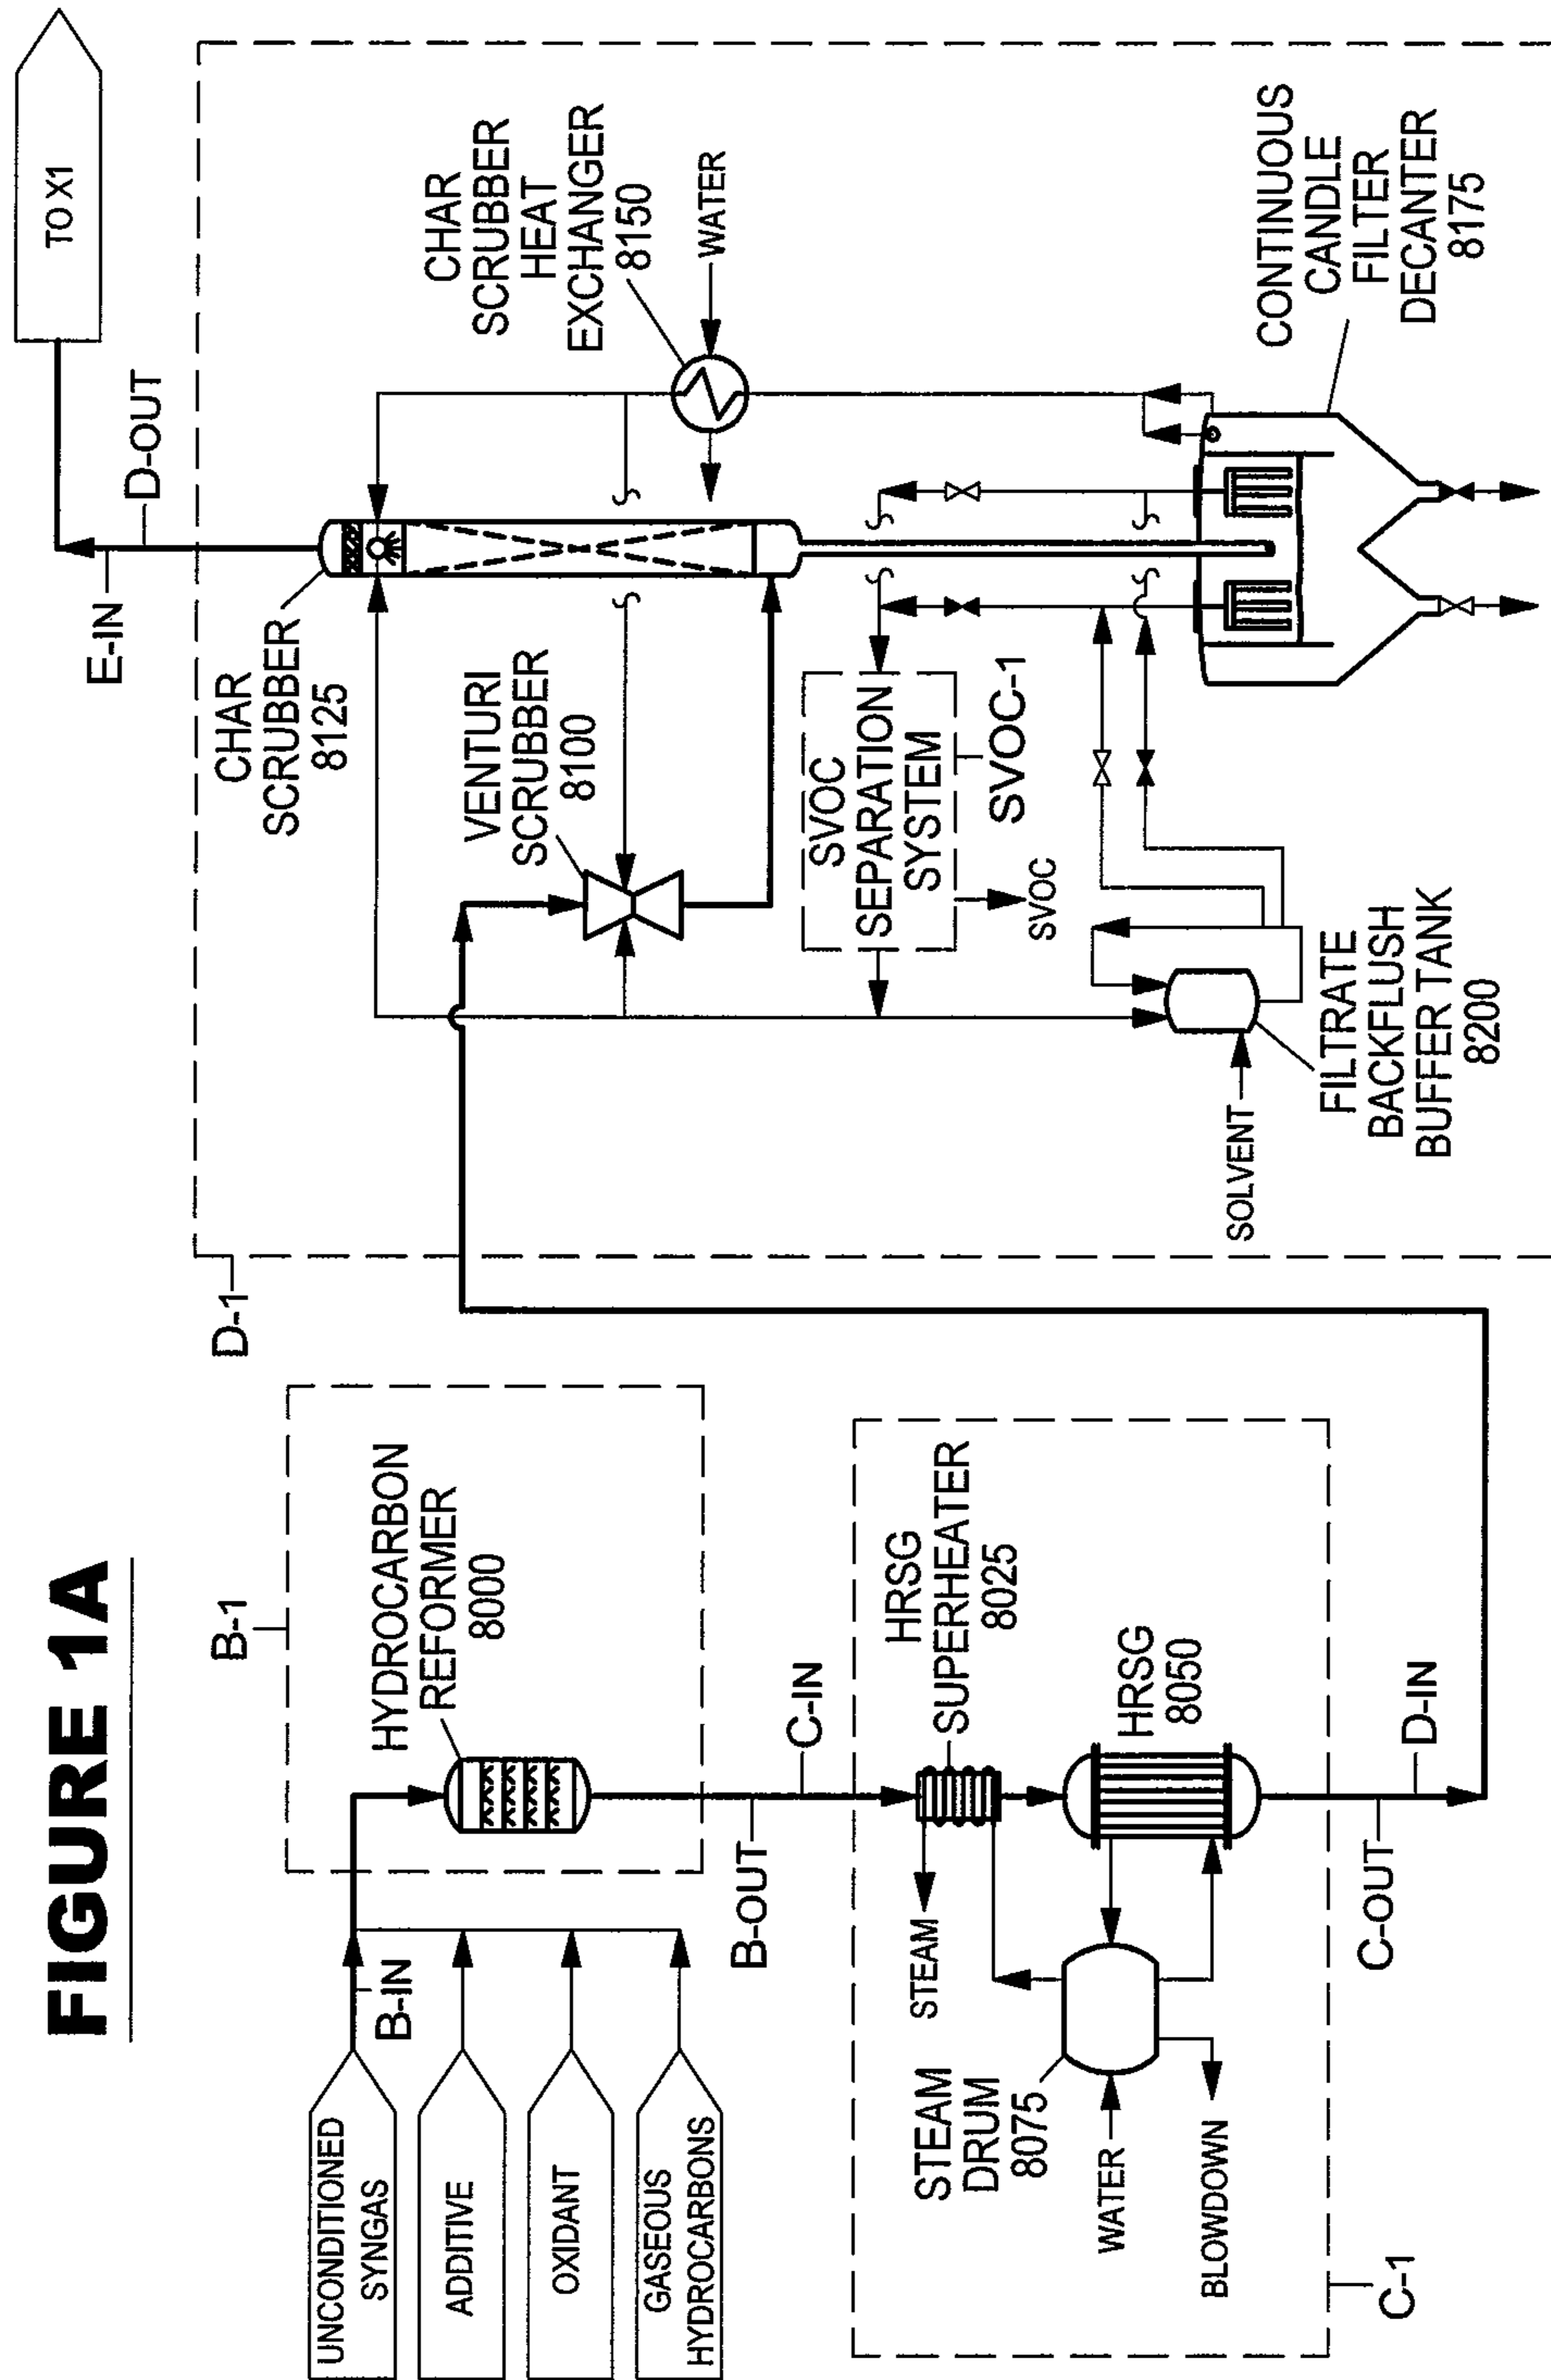 FIGURE 1A
UNCONDITIONED
SYNGAS
ADDITIVE
OXIDANT
GASEOUS
HYDROCARBONS
B-IN
B-1
HYDROCARBON
REFORMER
8000
B-OUT
C-IN
HRSG
SUPERHEATER
8025
STEAM
STEAM
DRUM
8075
WATER
BLOWDOWN
HRSG
8050
C-1
C-OUT
D-IN
D-1
E-IN
D-OUT
TO X1
CHAR
SCRUBBER
8125
VENTURI
SCRUBBER
8100
CHAR
SCRUBBER
HEAT
EXCHANGER
8150
WATER
SVOC
SEPARATION
SYSTEM
SVOC-1
SVOC
SOLVENT
FILTRATE
BACKFLUSH
BUFFER TANK
8200
CONTINUOUS
CANDLE
FILTER
DECANTER
8175